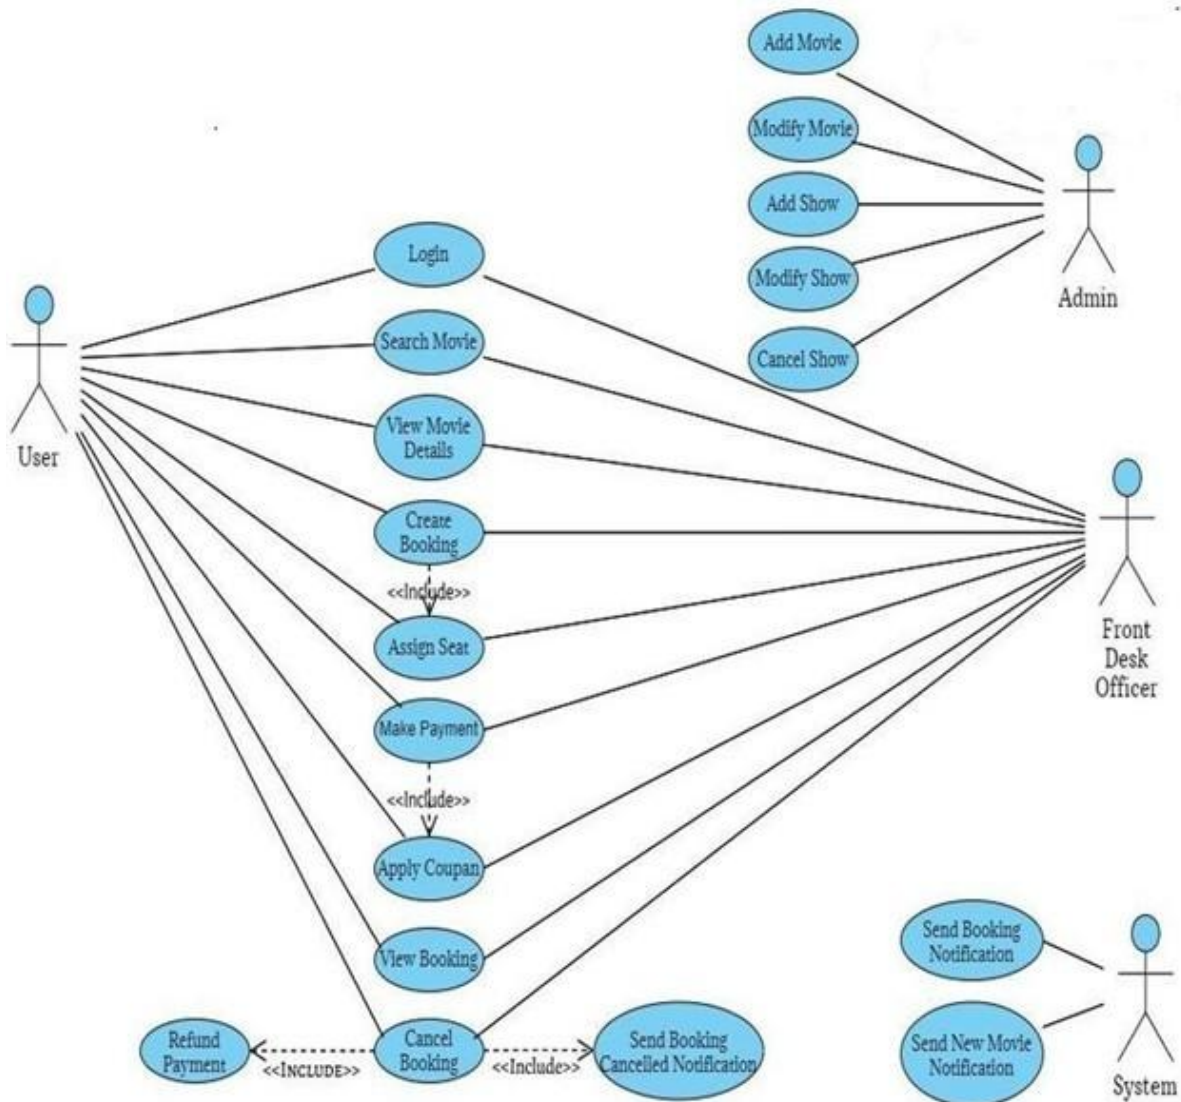 Add Movie
Modify Movie
Add Show
Modify Show
Cancel Show
Admin
Login
Search Movie
View Movie
Details
Create
Booking
<<Include>>
Assign Seat
Make Payment
<<Include>>
Apply Coupan
View Booking
Cancel
Booking
User
Front
Desk
Officer
Refund
Payment
<<INCLUDE>>
<<Include>>
Send Booking
Cancelled Notification
Send Booking
Notification
Send New Movie
Notification
System